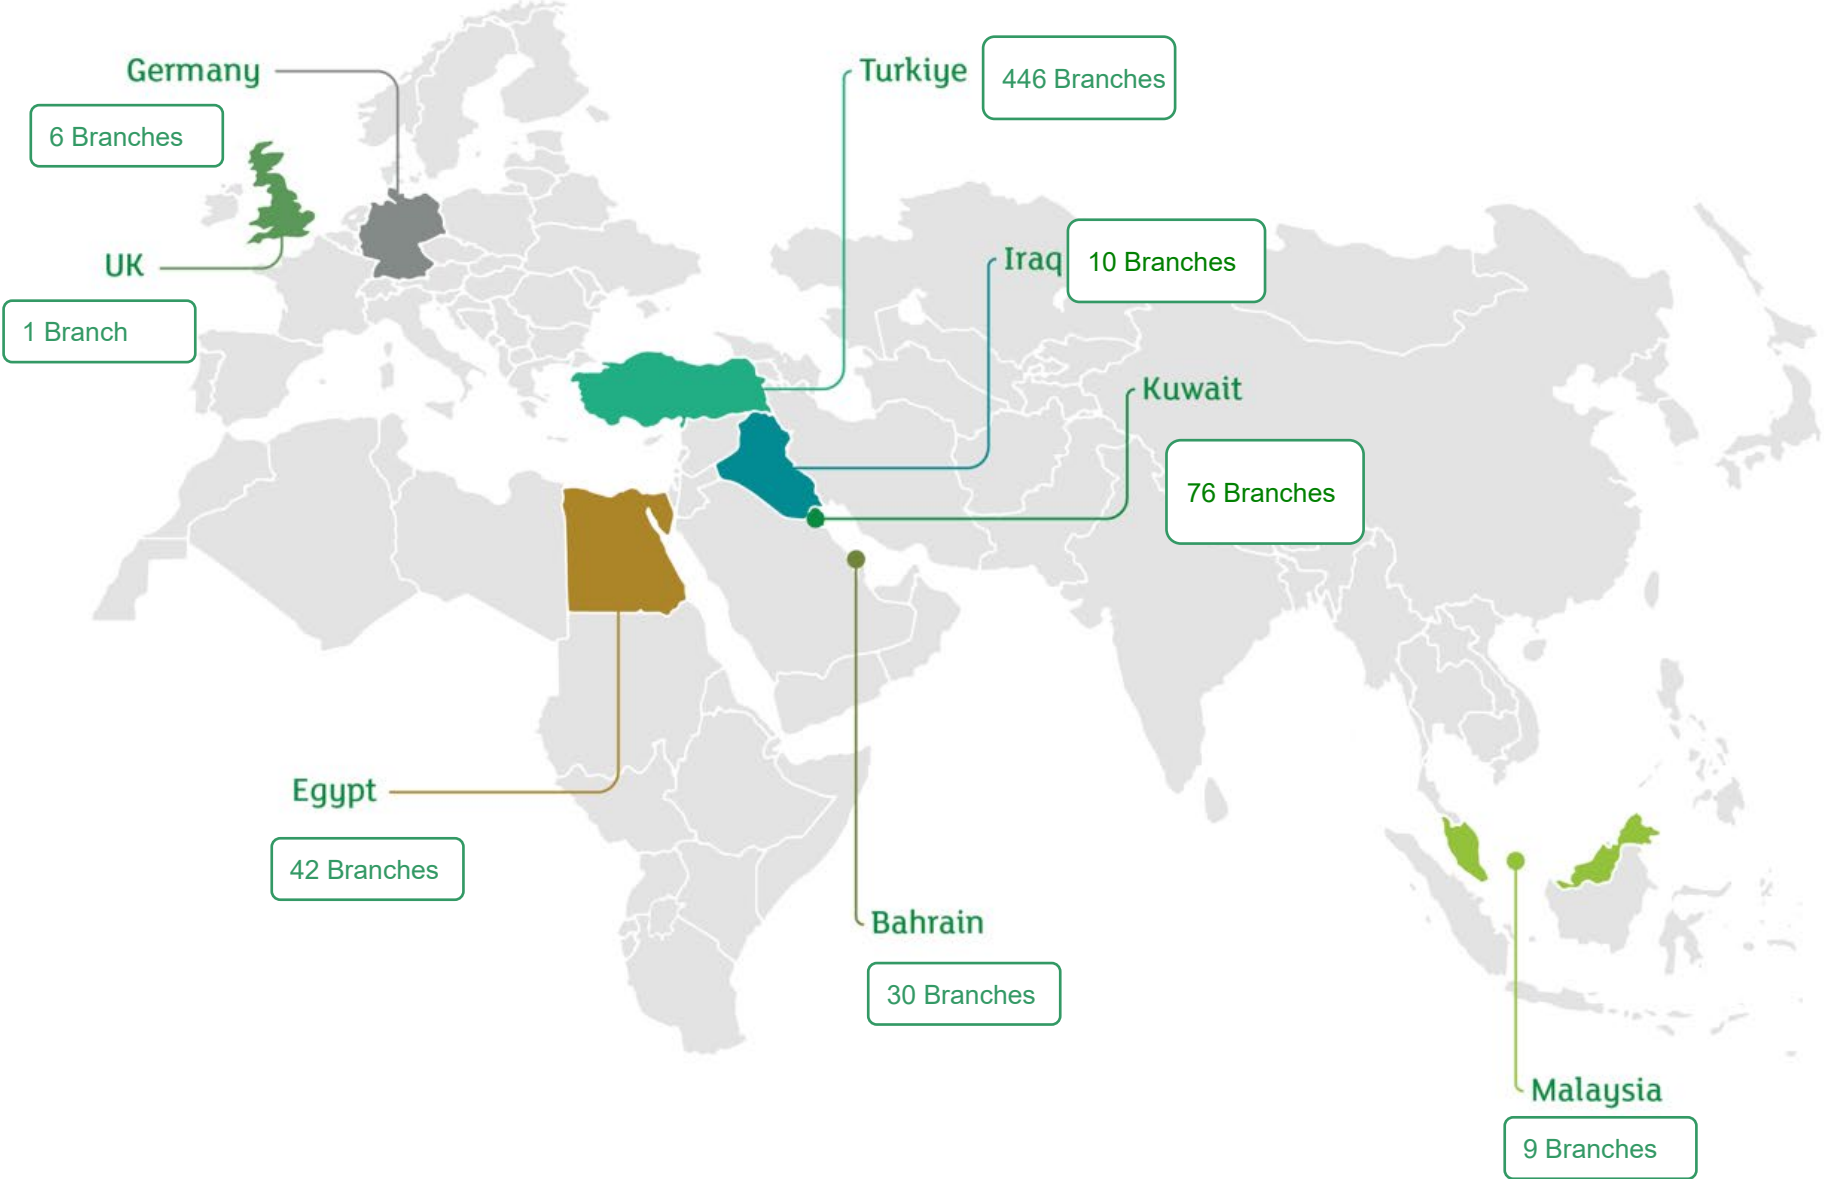 Germany
6 Branches
UK
1 Branch
Turkiye
446 Branches
Iraq
10 Branches
Kuwait
76 Branches
Egypt
42 Branches
Bahrain
30 Branches
Malaysia
9 Branches